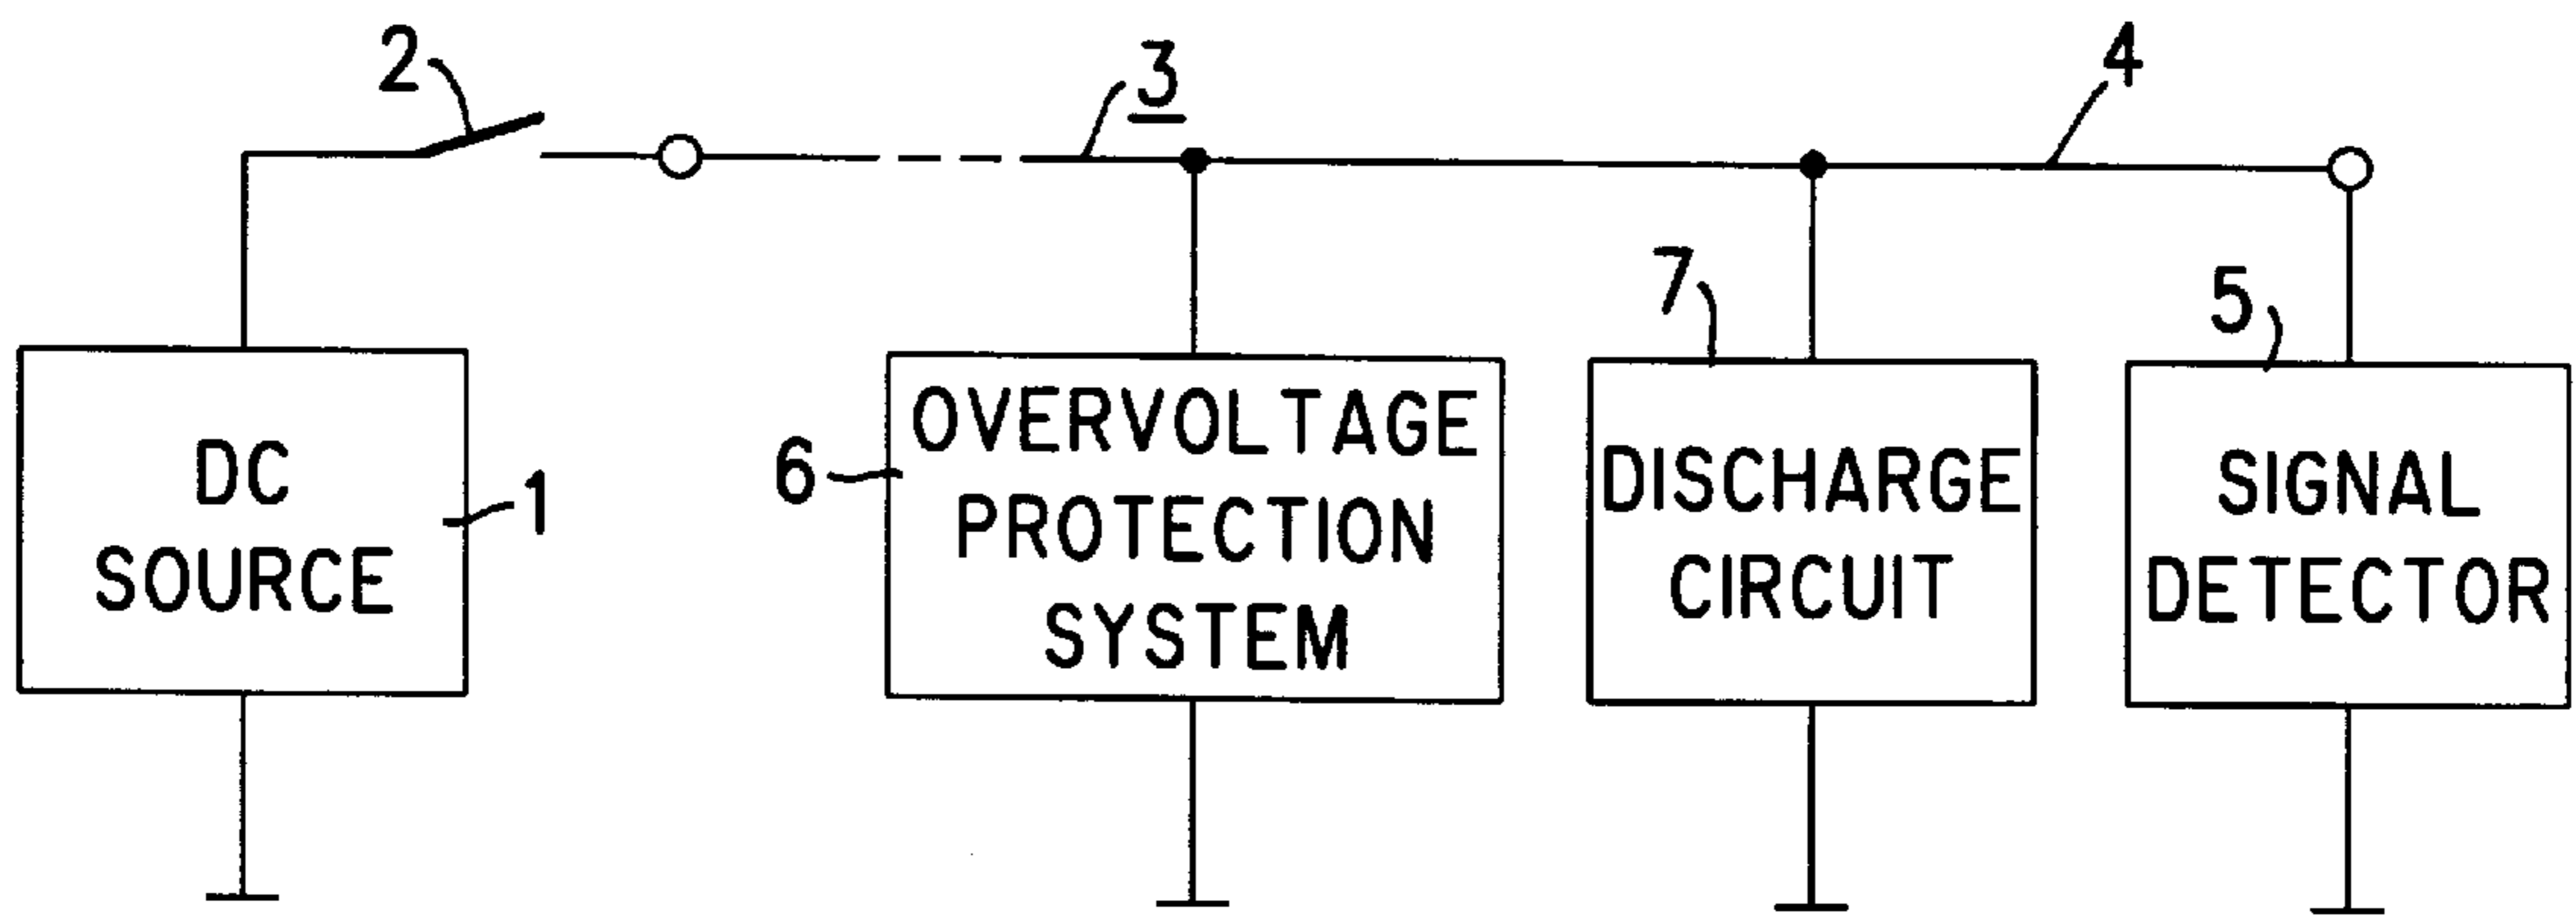 2
3
4
DC
SOURCE
1
6
OVERVOLTAGE
PROTECTION
SYSTEM
7
DISCHARGE
CIRCUIT
5
SIGNAL
DETECTOR